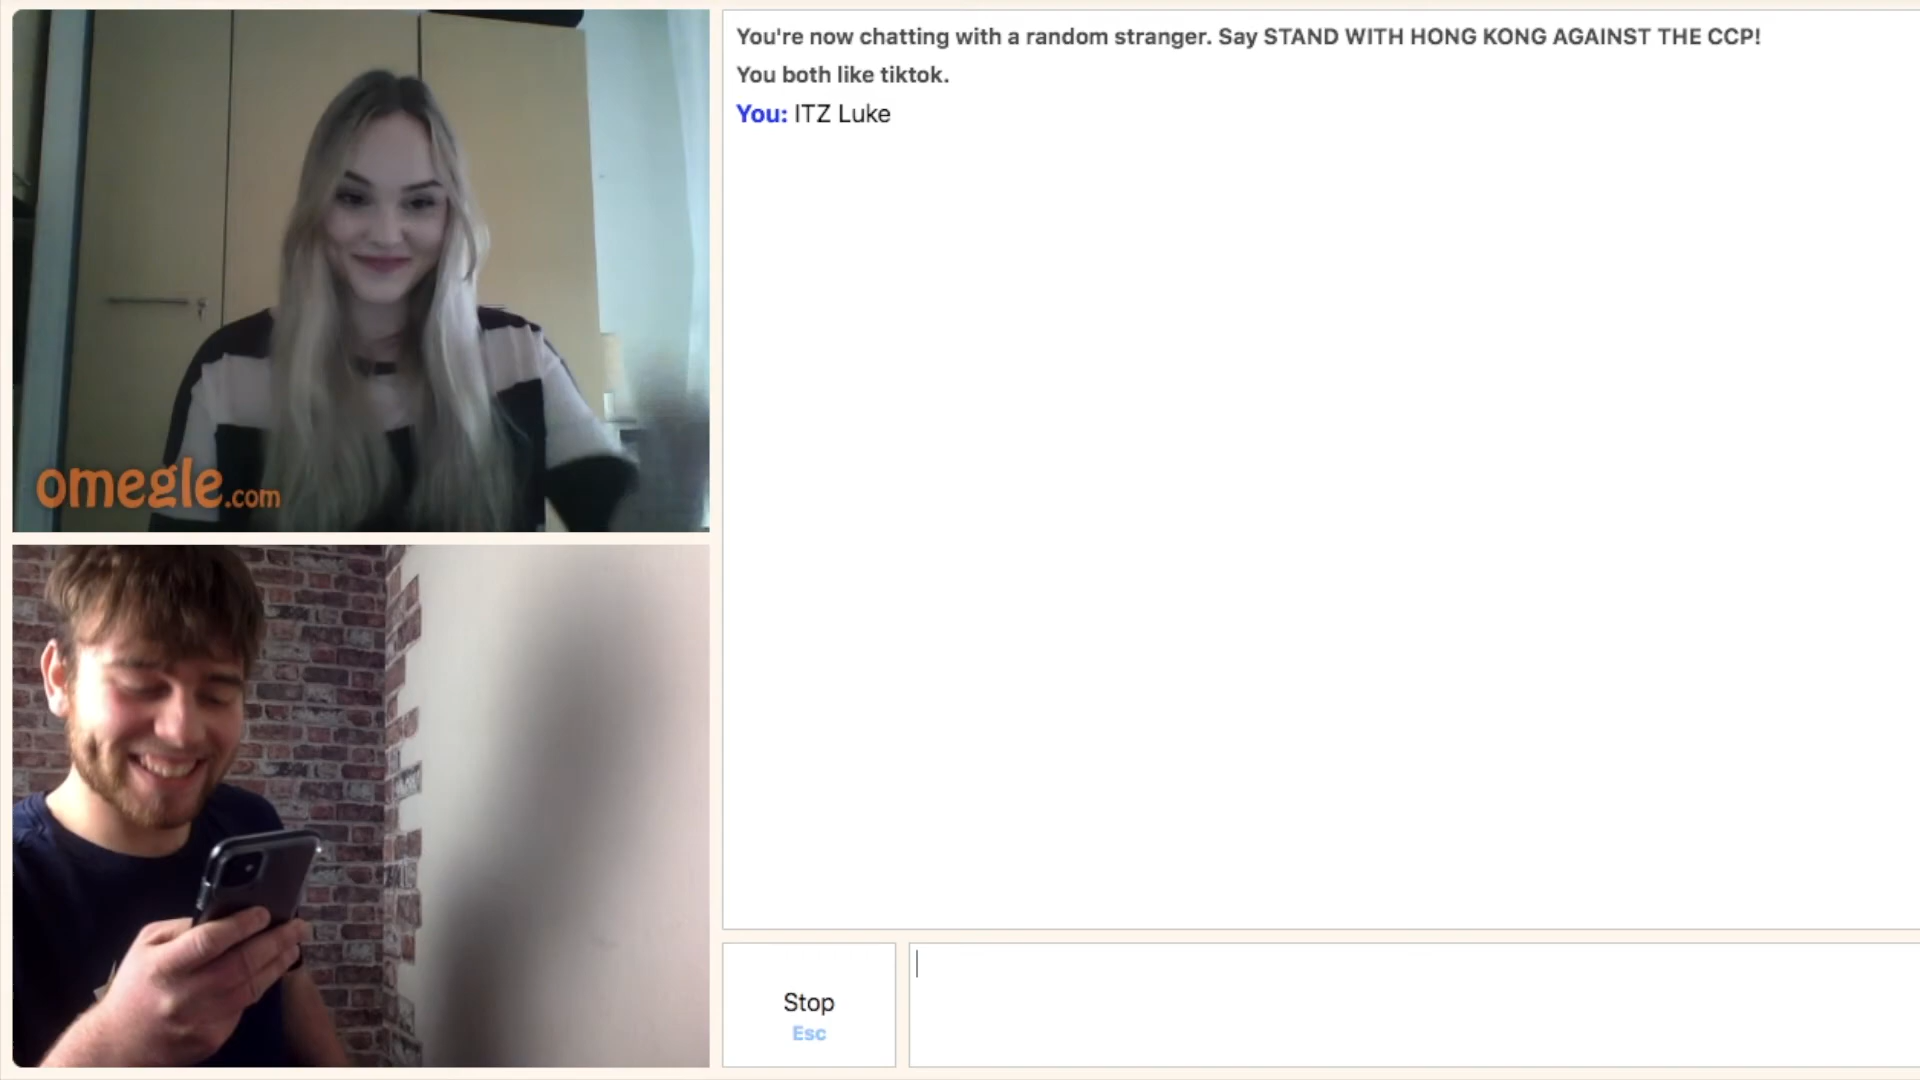 You're now chatting with a random stranger. Say STAND WITH HONG KONG AGAINST THE CCP!
You both like tiktok.
You: ITZ Luke
omegle.com
Stop
Esc